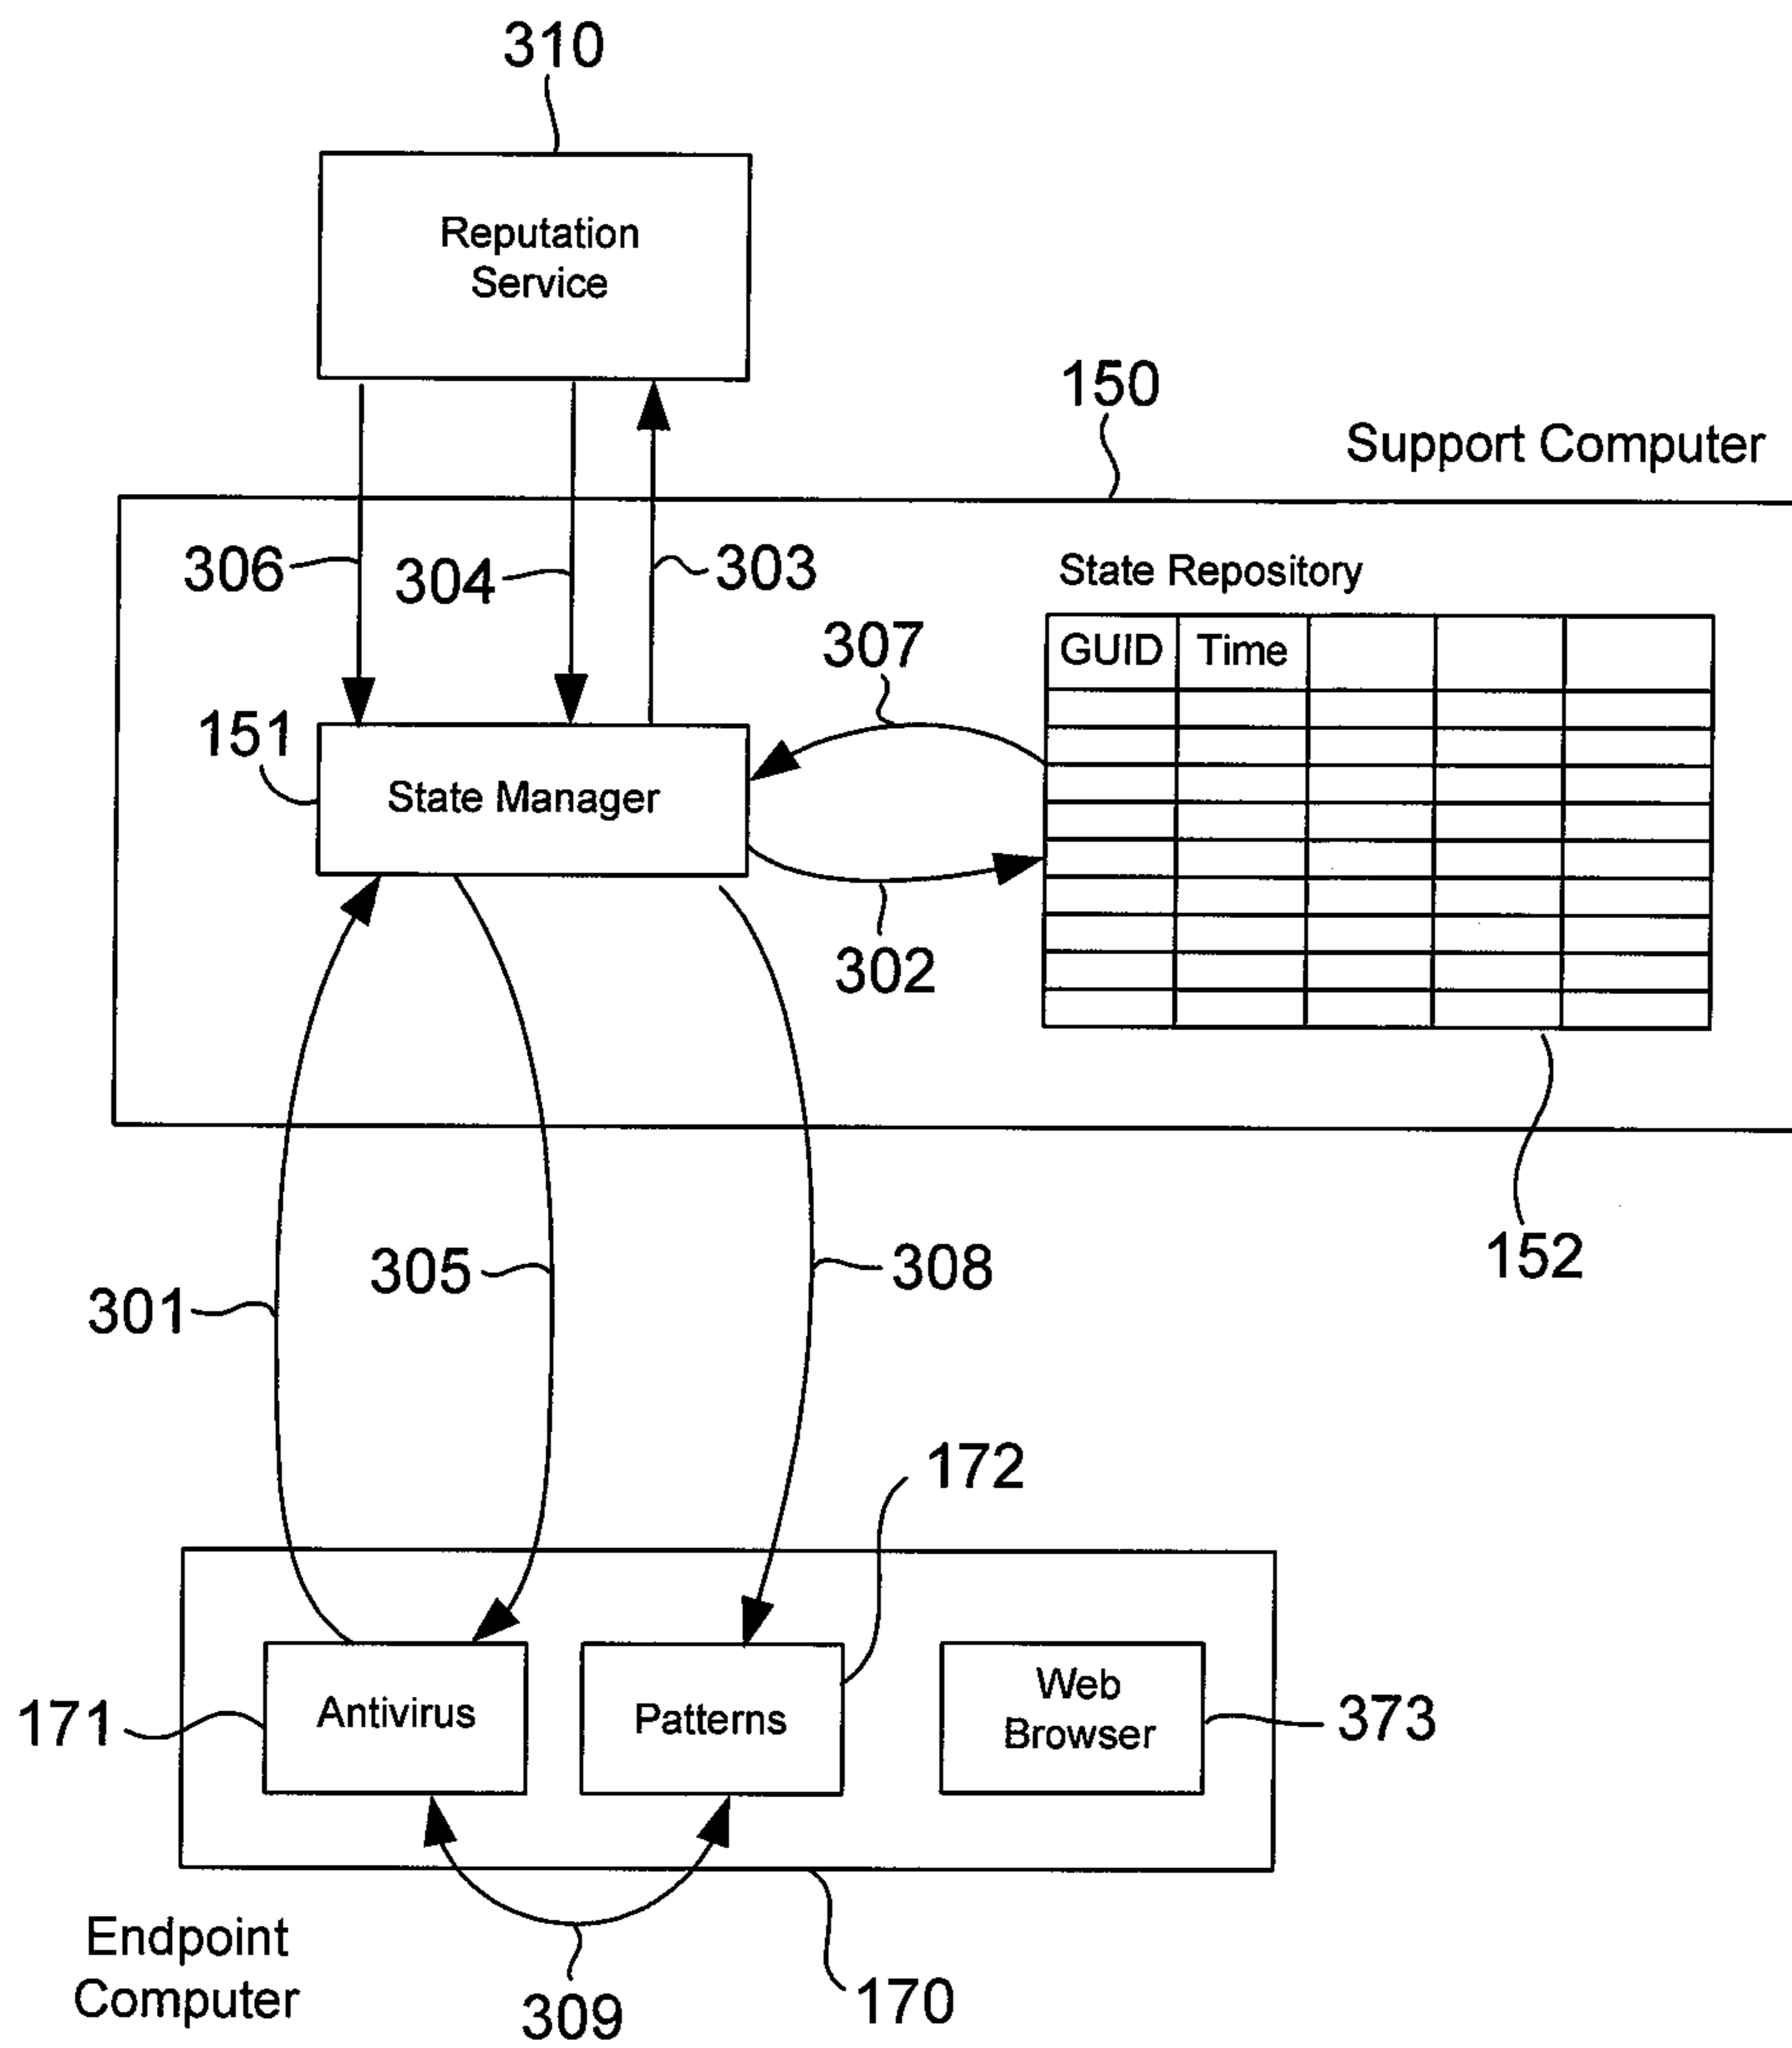 310
Reputation
Service
150
Support Computer
306
304
303
State Repository
307
GUID Time
151
State Manager
302
301
305
308
152
172
171
Antivirus
Patterns
Web
Browser
373
Endpoint
Computer
309
170